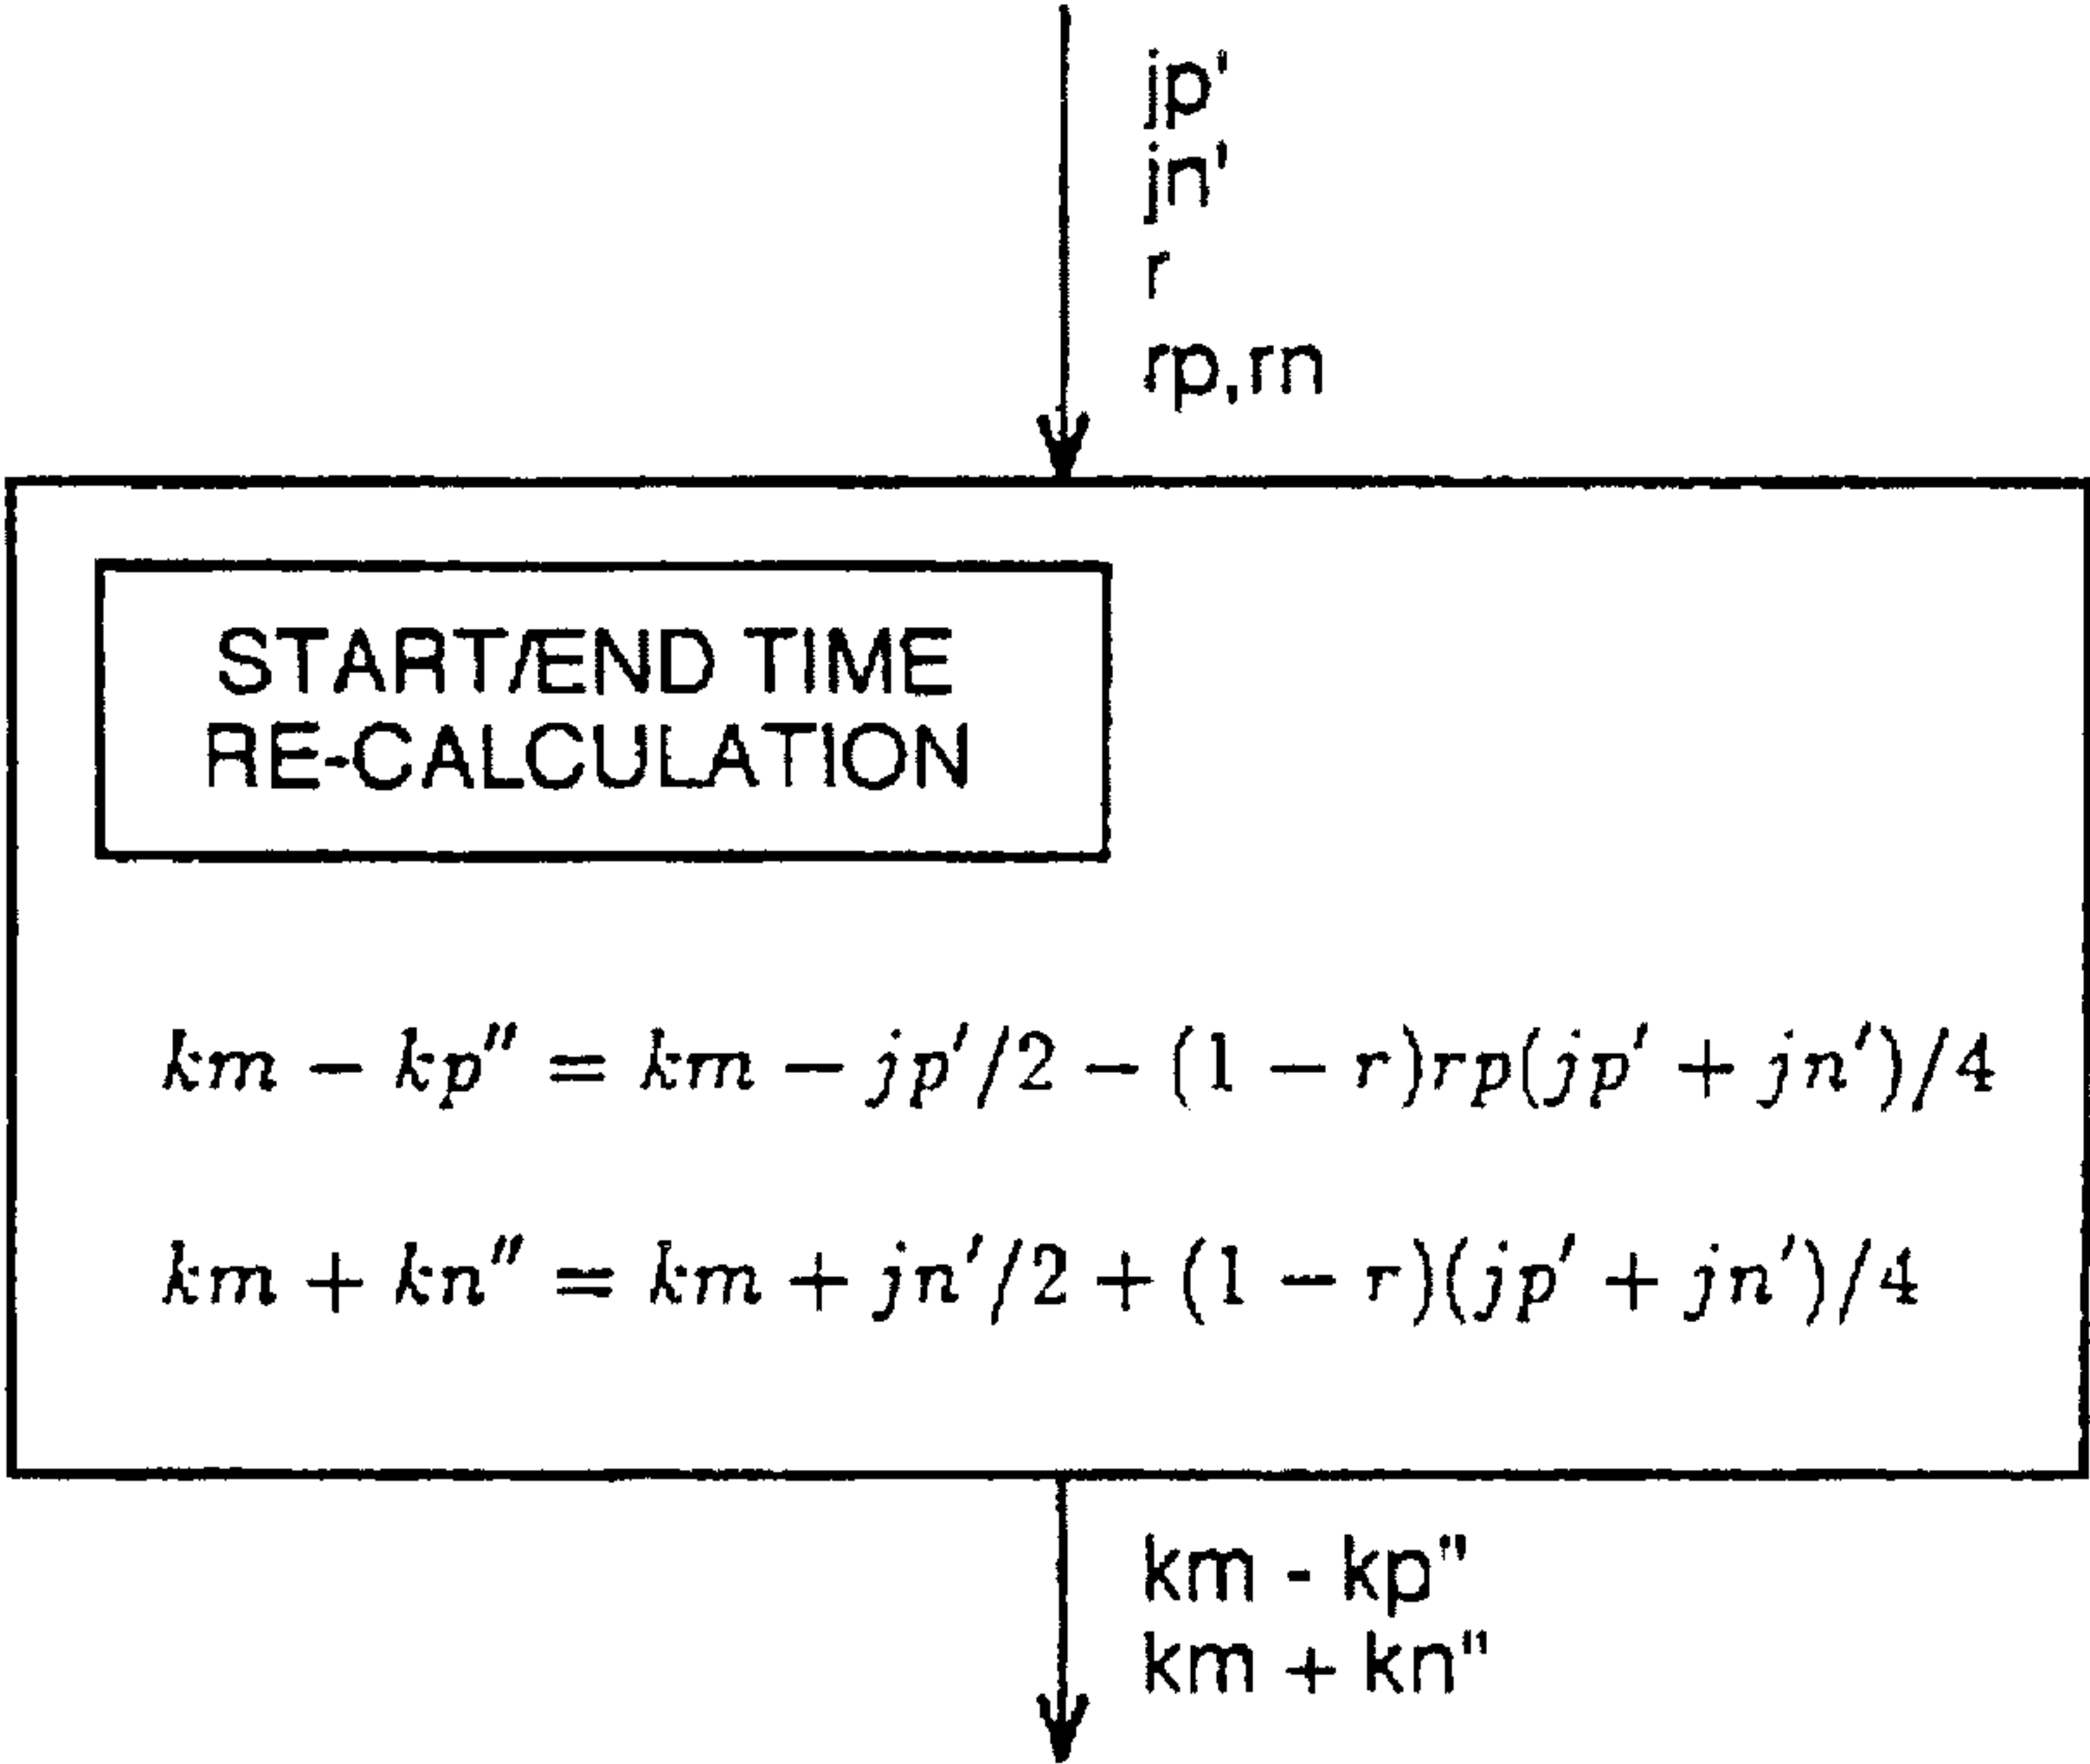 jp'
jn'
r
rp,rn
START/END TIME
RE-CALCULATION
km − kp″ = km − jp′/2 − (1 − r)rp(jp′ + jn′)/4
km + kn″ = km + jn′/2 + (1 − r)(jp′ + jn′)/4
km - kp"
km + kn"